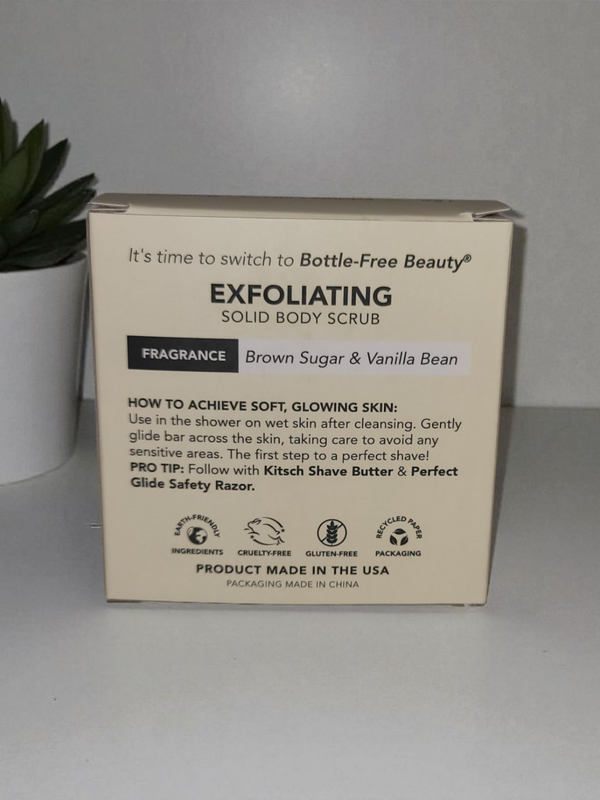 It's time to switch to Bottle-Free Beauty®
EXFOLIATING
SOLID BODY SCRUB
FRAGRANCE Brown Sugar & Vanilla Bean
HOW TO ACHIEVE SOFT, GLOWING SKIN:
Use in the shower on wet skin after cleansing. Gently
glide bar across the skin, taking care to avoid any
sensitive areas. The first step to a perfect shave!
PRO TIP: Follow with Kitsch Shave Butter & Perfect
Glide Safety Razor.
EARTH-FRIENDLY INGREDIENTS
CRUELTY-FREE
GLUTEN-FREE
RECYCLED PAPER PACKAGING
PRODUCT MADE IN THE USA
PACKAGING MADE IN CHINA